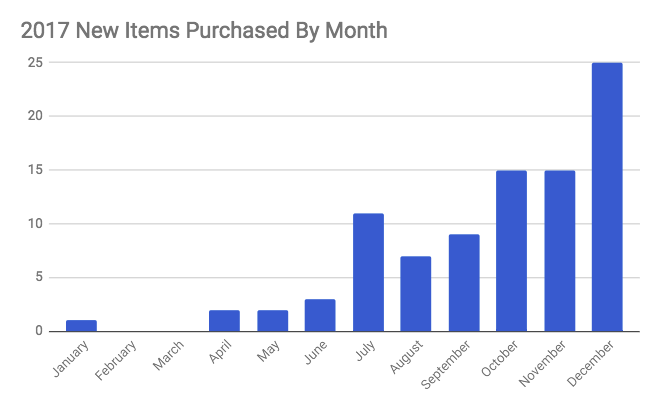 2017 New Items Purchased By Month
25
20
15
10
5
0
January
February
March
April
May
June
July
August
September
October
November
December